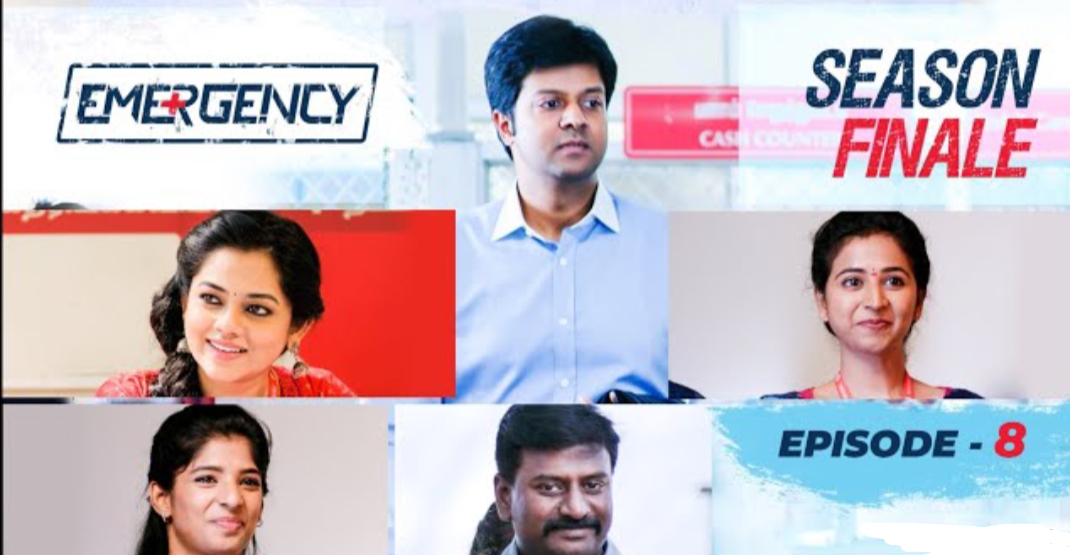 EMERGENCY
SEASON
FINALE
CASH COUNTER
EPISODE - 8